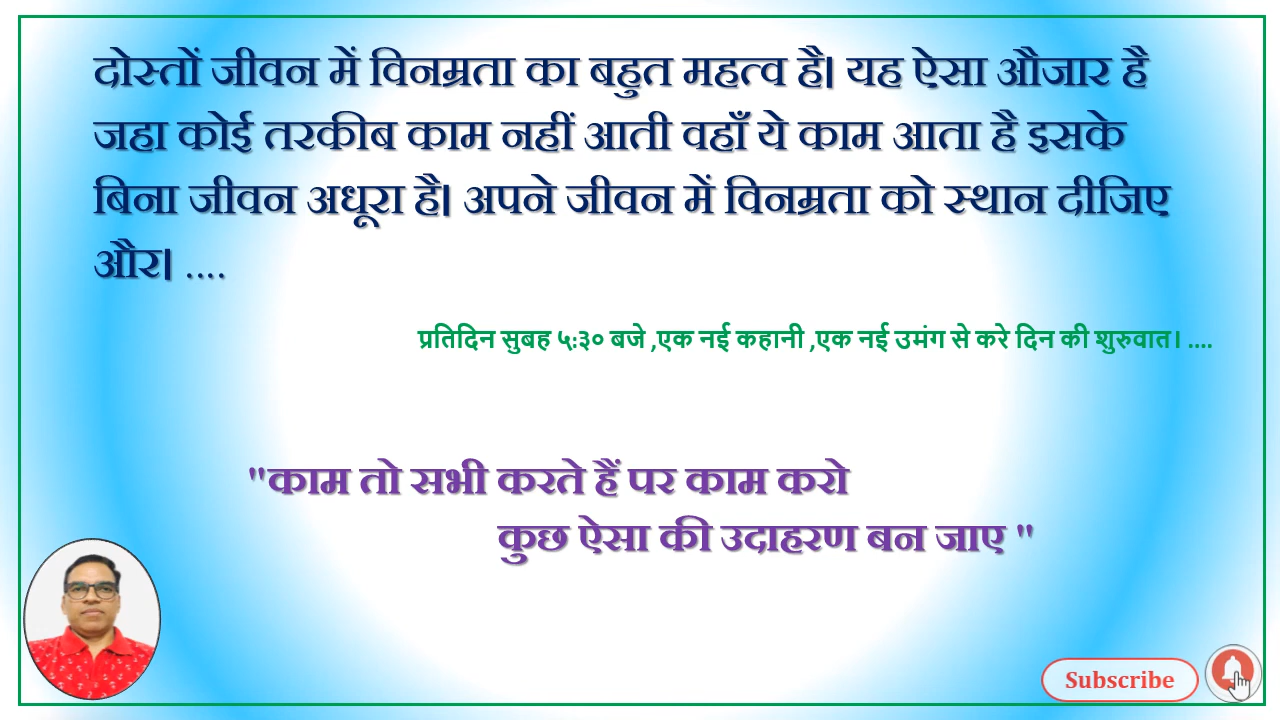 दोस्तों जीवन में विनम्रता का बहुत महत्व है। यह ऐसा औजार है
जहा कोई तरकीब काम नहीं आती वहाँ ये काम आता है इसके
बिना जीवन अधूरा है। अपने जीवन में विनम्रता को स्थान दीजिए
और। ....
प्रतिदिन सुबह ५:३० बजे ,एक नई कहानी ,एक नई उमंग से करे दिन की शुरुवात। ....
"काम तो सभी करते हैं पर काम करो
कुछ ऐसा की उदाहरण बन जाए "
Subscribe